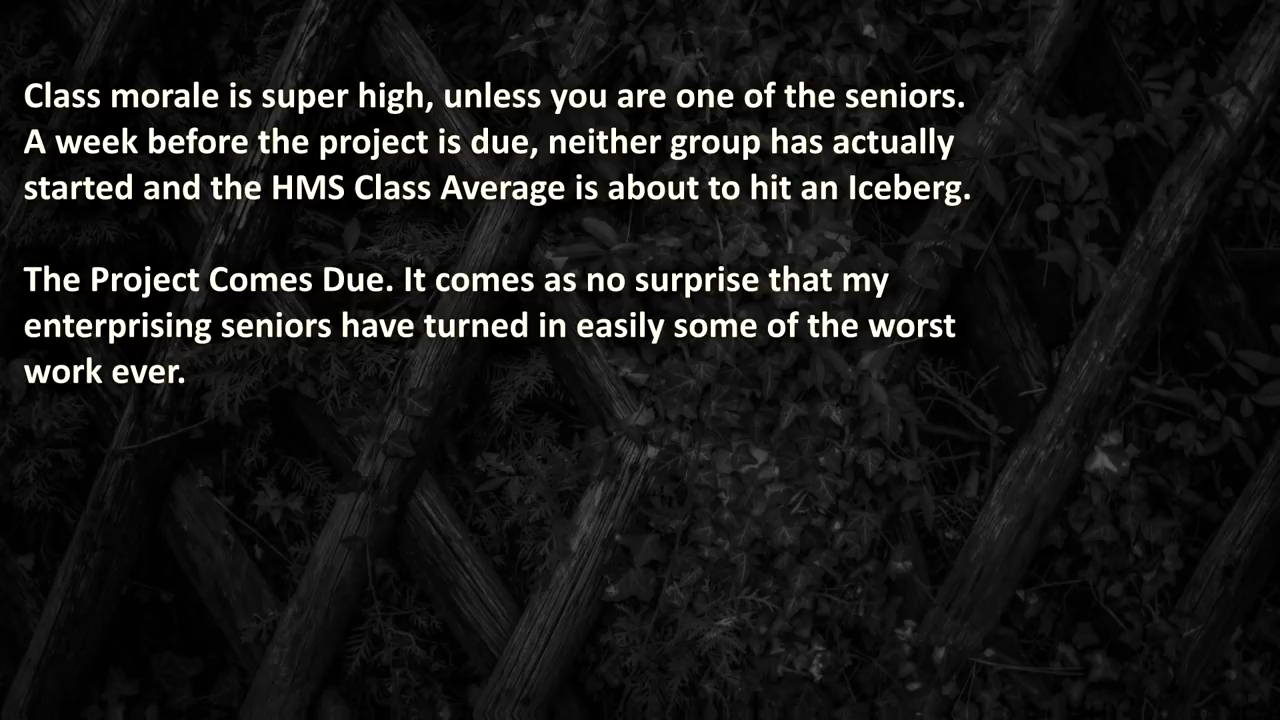 Class morale is super high, unless you are one of the seniors.
A week before the project is due, neither group has actually
started and the HMS Class Average is about to hit an Iceberg.
The Project Comes Due. It comes as no surprise that my
enterprising seniors have turned in easily some of the worst
work ever.